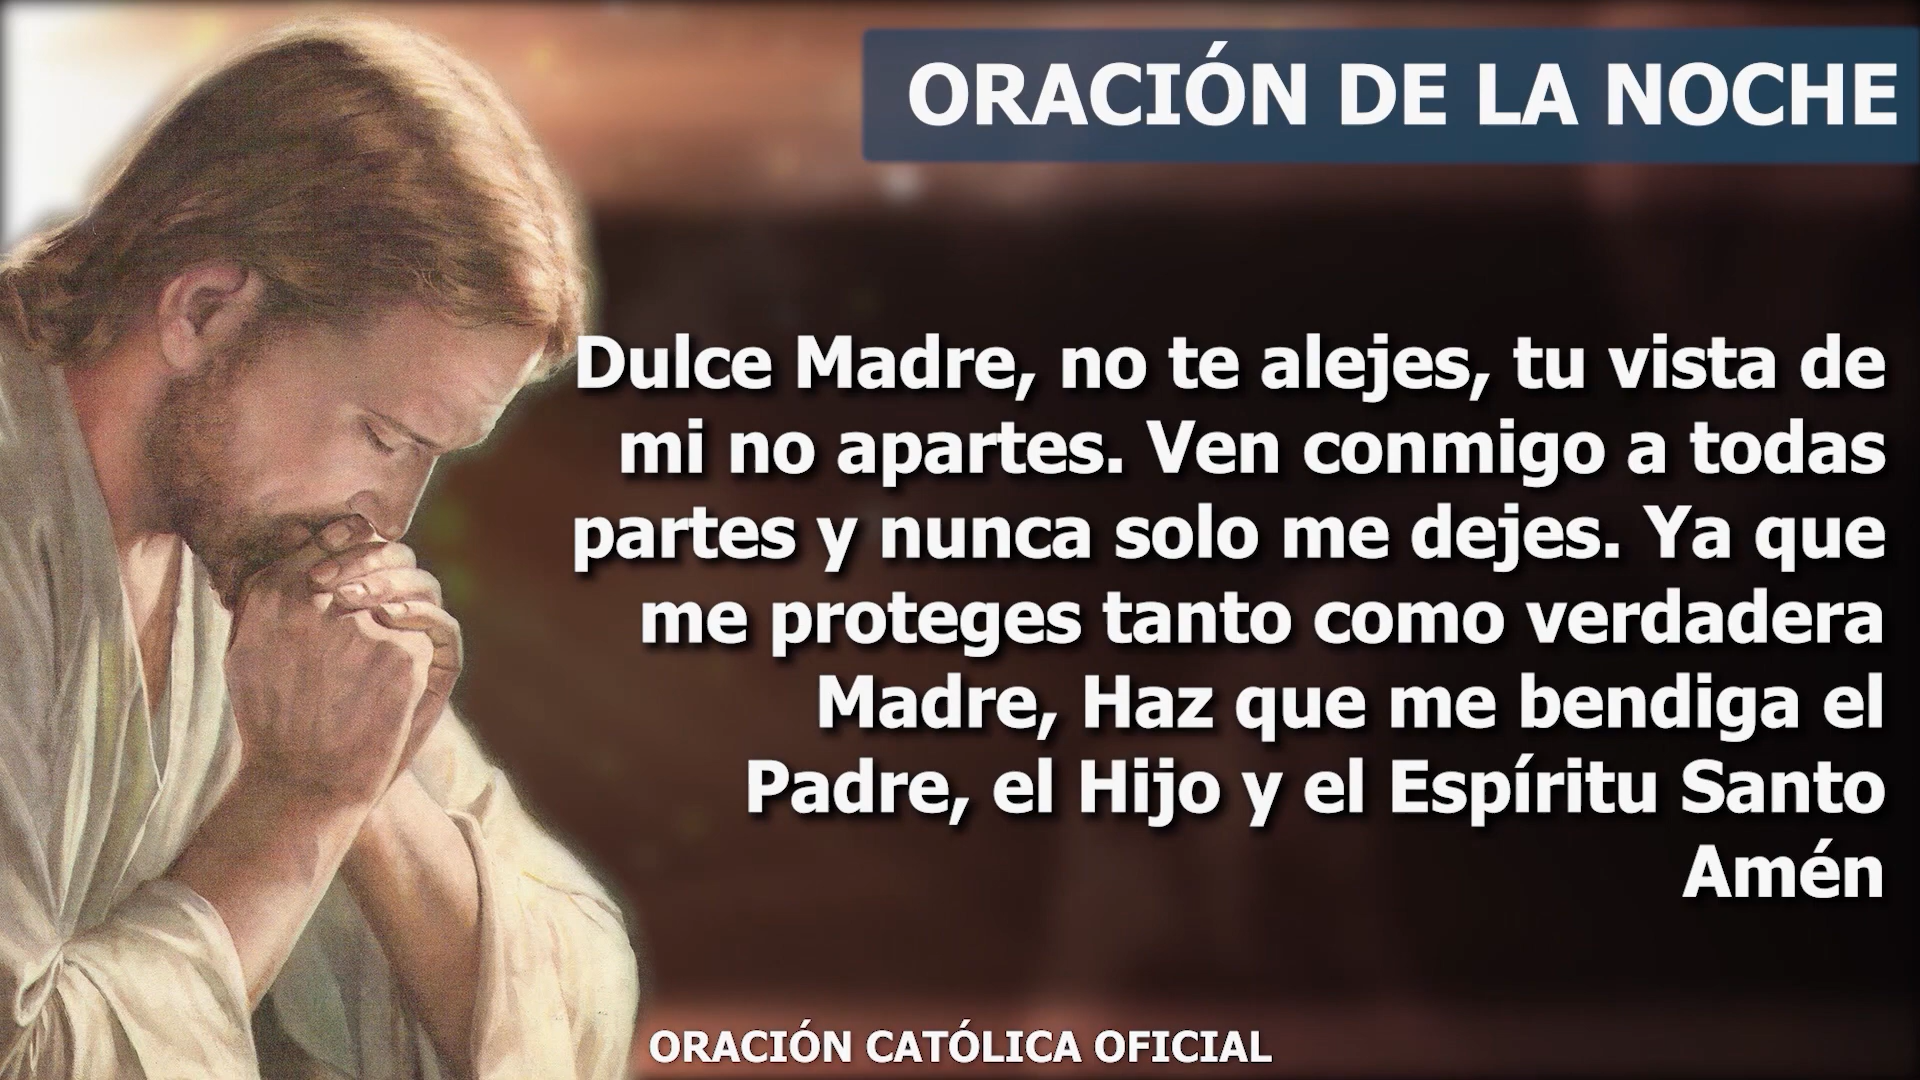 ORACIÓN DE LA NOCHE
Dulce Madre, no te alejes, tu vista de
mi no apartes. Ven conmigo a todas
partes y nunca solo me dejes. Ya que
me proteges tanto como verdadera
Madre, Haz que me bendiga el
Padre, el Hijo y el Espíritu Santo
Amén
ORACIÓN CATÓLICA OFICIAL